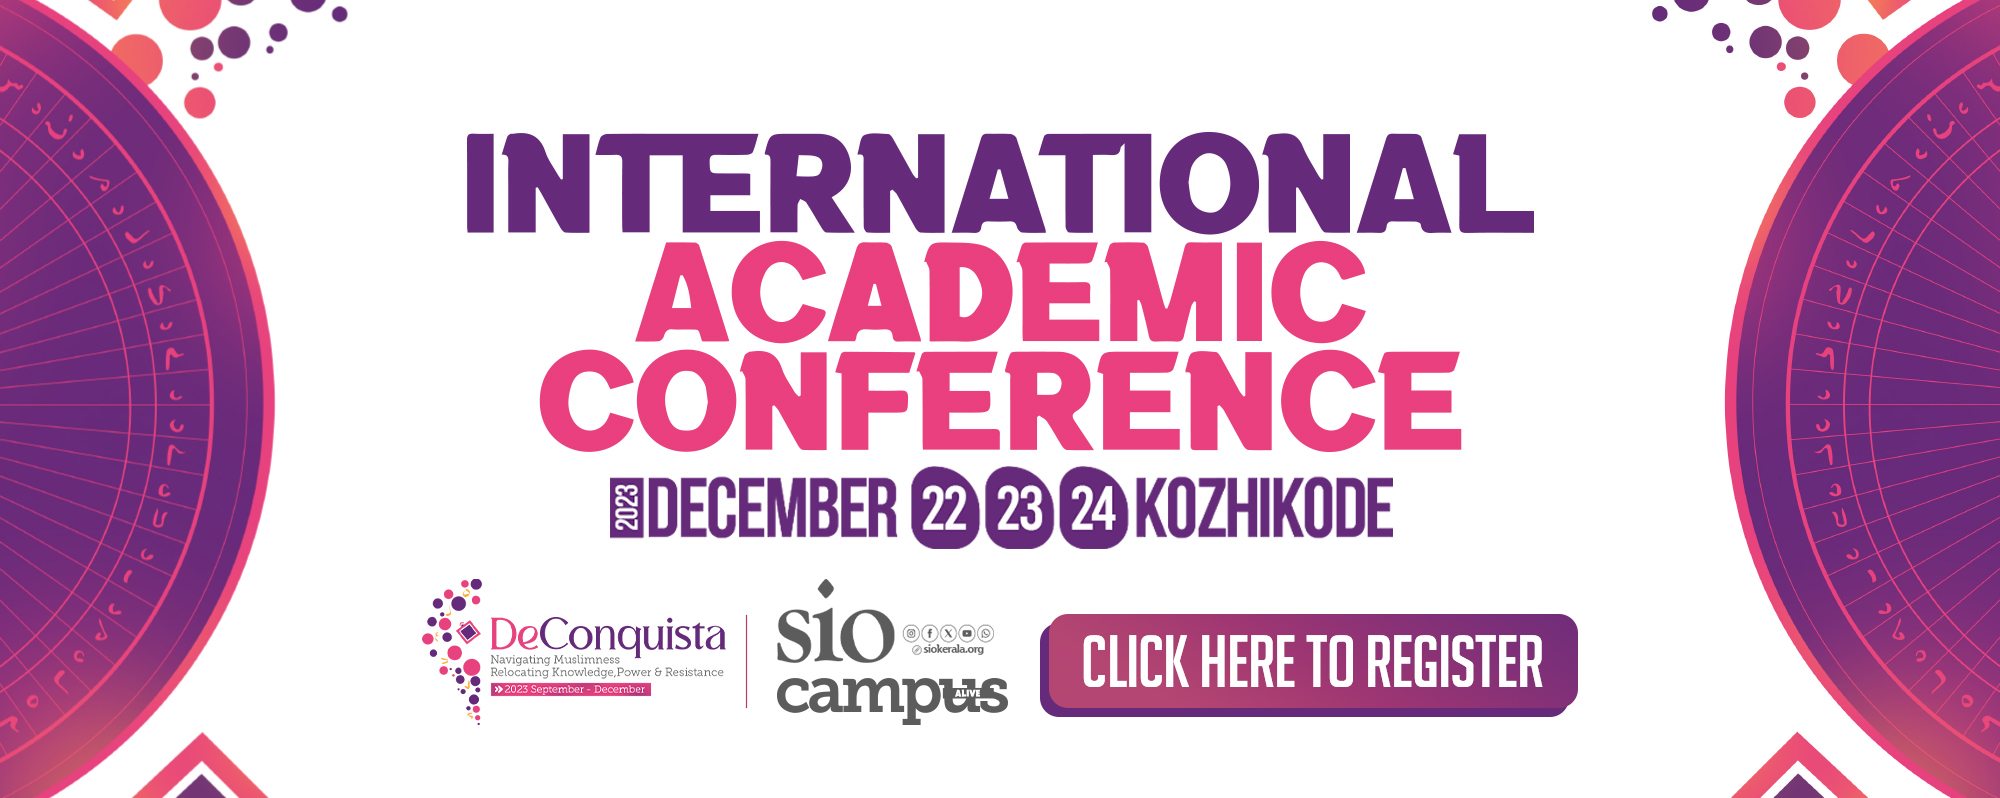 INTERNATIONAL
ACADEMIC
CONFERENCE
2023 DECEMBER 22 23 24 KOZHIKODE
DeConquista
Navigating Muslimness
Relocating Knowledge,Power & Resistance
2023 September - December
sio
siokerala.org
campus
ALIVE
CLICK HERE TO REGISTER